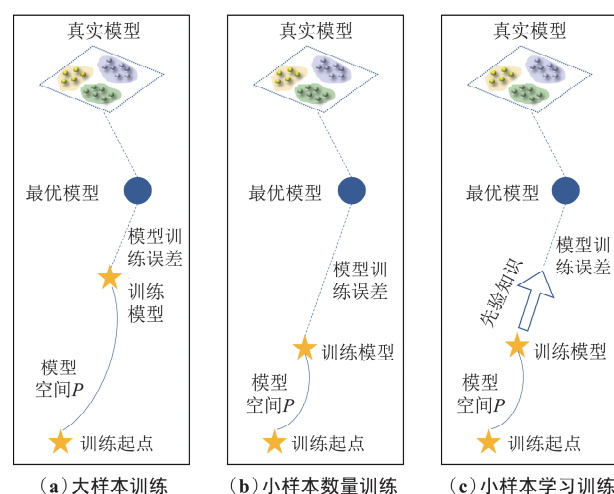 真实模型
最优模型
模型训
练误差
训练
模型
模型
空间P
训练起点
(a)大样本训练
真实模型
最优模型
模型训
练误差
训练模型
模型
空间P
训练起点
(b)小样本数量训练
真实模型
最优模型
模型训
练误差
先验知识
训练模型
模型
空间P
训练起点
(c)小样本学习训练